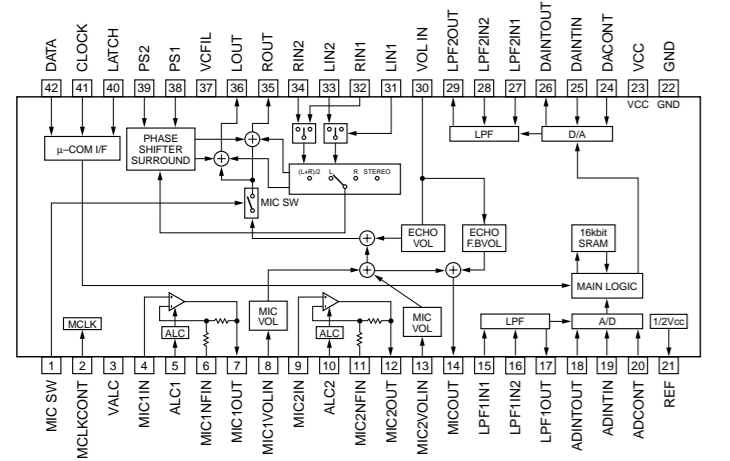 DATA
CLOCK
LATCH
PS2
PS1
VCFIL
LOUT
ROUT
RIN2
LIN2
RIN1
LIN1
VOL IN
LPF2OUT
LPF2IN2
LPF2IN1
DAINTOUT
DAINTIN
DACONT
VCC
GND
42 41 40 39 38 37 36 35 34 33 32 31 30 29 28 27 26 25 24 23 22
VCC GND
μ–COM I/F
PHASE
SHIFTER
SURROUND
LPF
D/A
(L+R)/2 L R STEREO
MIC SW
ECHO
VOL
ECHO
F.BVOL
16kbit
SRAM
MAIN LOGIC
MCLK
ALC
MIC
VOL
ALC
MIC
VOL
LPF
A/D
1/2Vcc
1 2 3 4 5 6 7 8 9 10 11 12 13 14 15 16 17 18 19 20 21
MIC SW
MCLKCONT
VALC
MIC1IN
ALC1
MIC1NFIN
MIC1OUT
MIC1VOLIN
MIC2IN
ALC2
MIC2NFIN
MIC2OUT
MIC2VOLIN
MICOUT
LPF1IN1
LPF1IN2
LPF1OUT
ADINTOUT
ADINTIN
ADCONT
REF